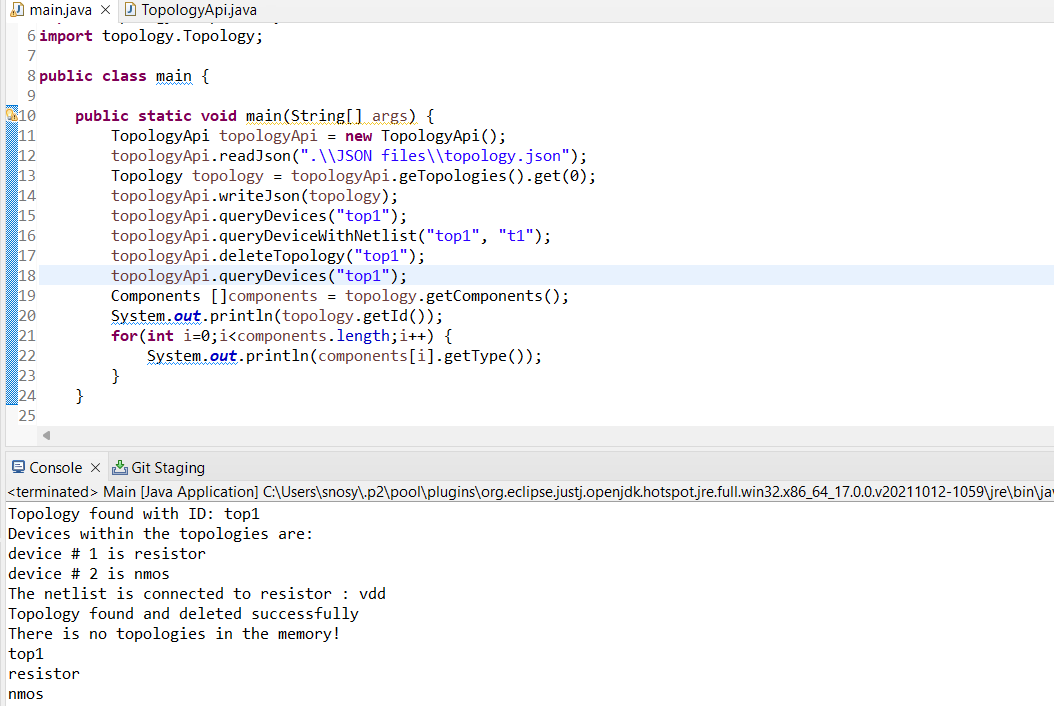 main.java
TopologyApi.java
6 import topology.Topology;
7
8 public class main {
9
10 public static void main(String[] args) {
11 TopologyApi topologyApi = new TopologyApi();
12 topologyApi.readJson(".\\JSON files\\topology.json");
13 Topology topology = topologyApi.geTopologies().get(0);
14 topologyApi.writeJson(topology);
15 topologyApi.queryDevices("top1");
16 topologyApi.queryDeviceWithNetlist("top1", "t1");
17 topologyApi.deleteTopology("top1");
18 topologyApi.queryDevices("top1");
19 Components []components = topology.getComponents();
20 System.out.println(topology.getId());
21 for(int i=0;i<components.length;i++) {
22 System.out.println(components[i].getType());
23 }
24 }
25
Console
Git Staging
<terminated> Main [Java Application] C:\Users\snosy\.p2\pool\plugins\org.eclipse.justj.openjdk.hotspot.jre.full.win32.x86_64_17.0.0.v20211012-1059\jre\bin\jav
Topology found with ID: top1
Devices within the topologies are:
device # 1 is resistor
device # 2 is nmos
The netlist is connected to resistor : vdd
Topology found and deleted successfully
There is no topologies in the memory!
top1
resistor
nmos